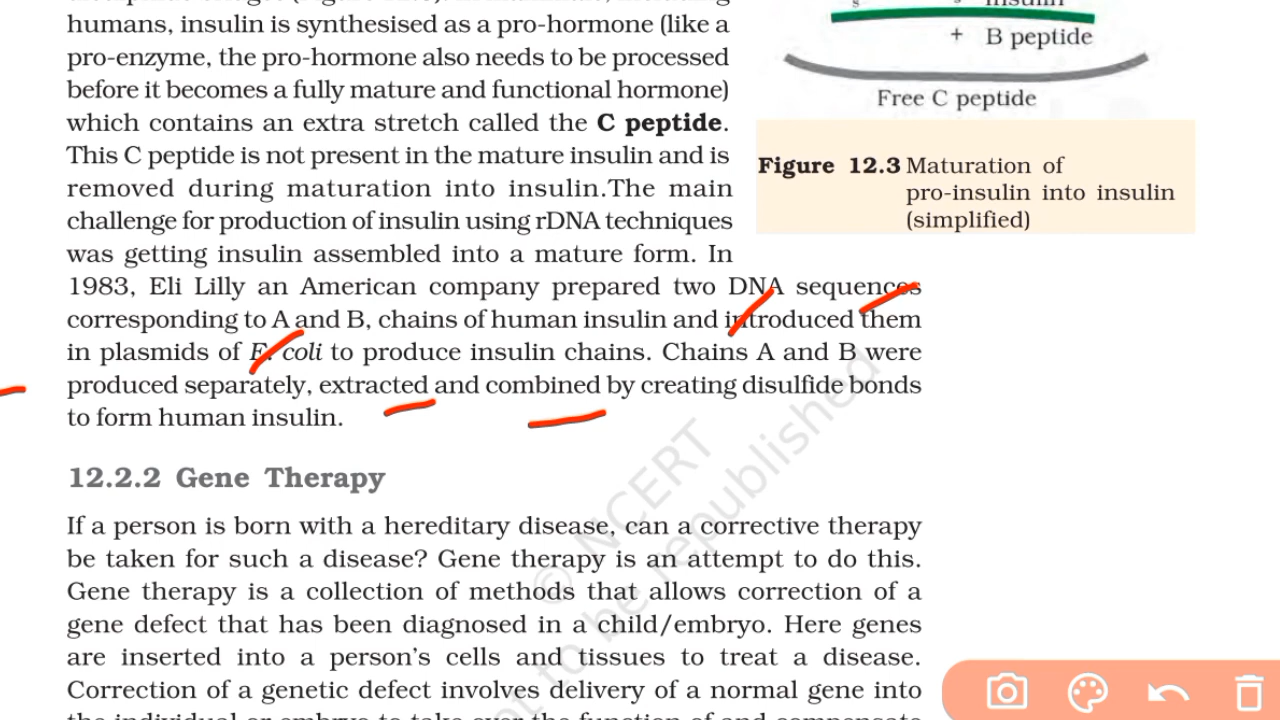 humans, insulin is synthesised as a pro-hormone (like a
pro-enzyme, the pro-hormone also needs to be processed
before it becomes a fully mature and functional hormone)
which contains an extra stretch called the C peptide.
This C peptide is not present in the mature insulin and is
removed during maturation into insulin.The main
challenge for production of insulin using rDNA techniques
was getting insulin assembled into a mature form. In
1983, Eli Lilly an American company prepared two DNA sequences
corresponding to A and B, chains of human insulin and introduced them
in plasmids of E. coli to produce insulin chains. Chains A and B were
produced separately, extracted and combined by creating disulfide bonds
to form human insulin.
+ B peptide
Free C peptide
Figure 12.3 Maturation of
pro-insulin into insulin
(simplified)
12.2.2 Gene Therapy
If a person is born with a hereditary disease, can a corrective therapy
be taken for such a disease? Gene therapy is an attempt to do this.
Gene therapy is a collection of methods that allows correction of a
gene defect that has been diagnosed in a child/embryo. Here genes
are inserted into a person's cells and tissues to treat a disease.
Correction of a genetic defect involves delivery of a normal gene into
© NCERT
not to be republished